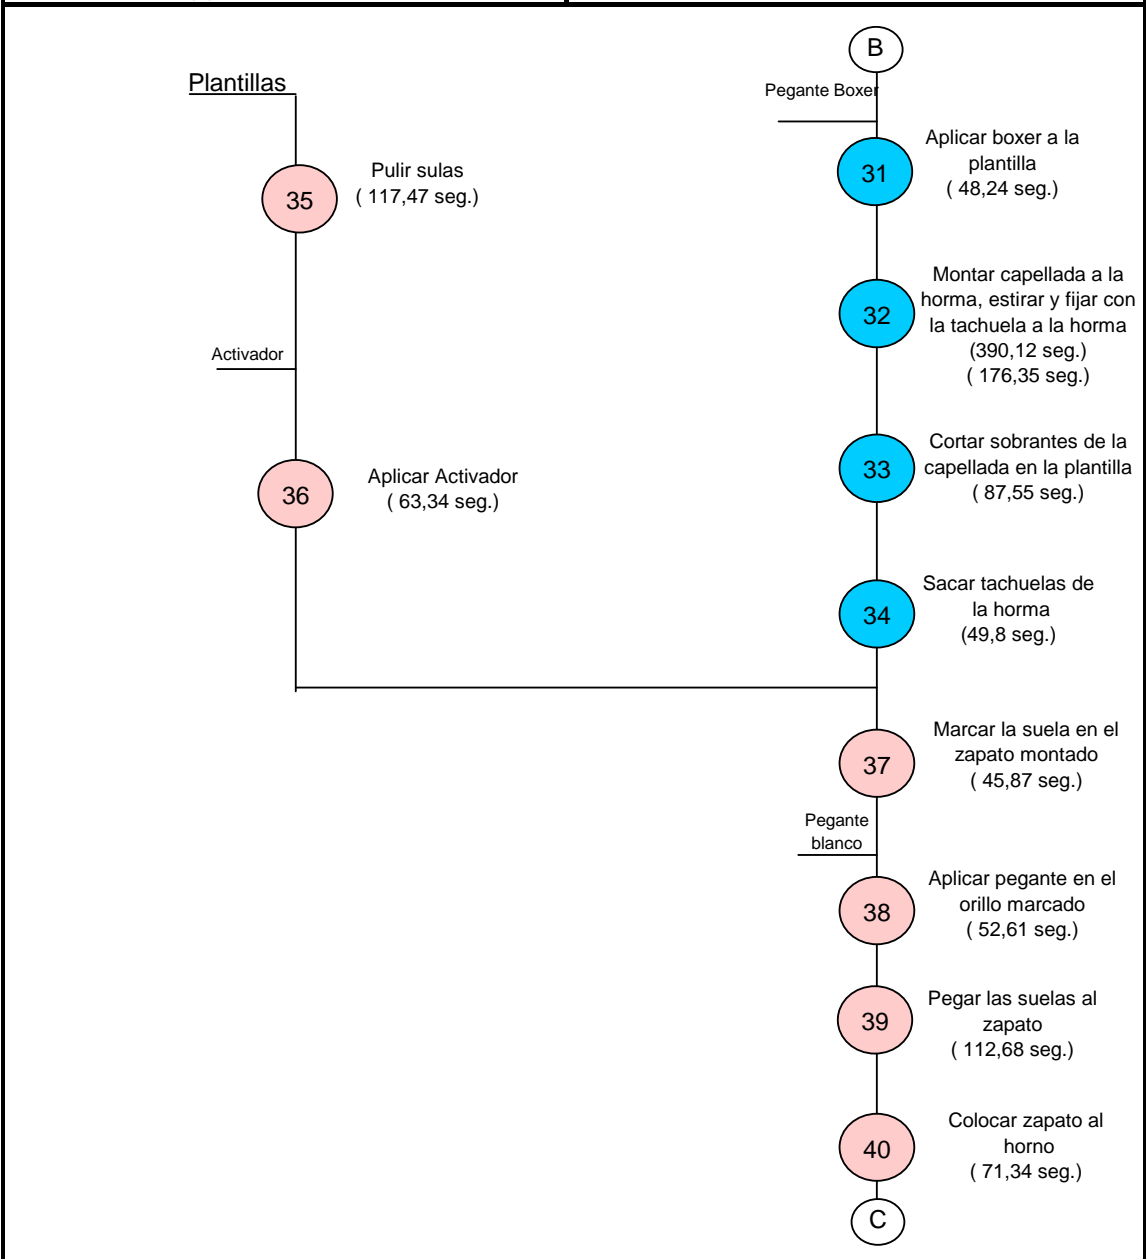 B
Plantillas
Pegante Boxer
35
Pulir sulas
( 117,47 seg.)
31
Aplicar boxer a la
plantilla
( 48,24 seg.)
32
Montar capellada a la
horma, estirar y fijar con
la tachuela a la horma
(390,12 seg.)
( 176,35 seg.)
Activador
36
Aplicar Activador
( 63,34 seg.)
33
Cortar sobrantes de la
capellada en la plantilla
( 87,55 seg.)
34
Sacar tachuelas de
la horma
(49,8 seg.)
37
Marcar la suela en el
zapato montado
( 45,87 seg.)
Pegante
blanco
38
Aplicar pegante en el
orillo marcado
( 52,61 seg.)
39
Pegar las suelas al
zapato
( 112,68 seg.)
40
Colocar zapato al
horno
( 71,34 seg.)
C